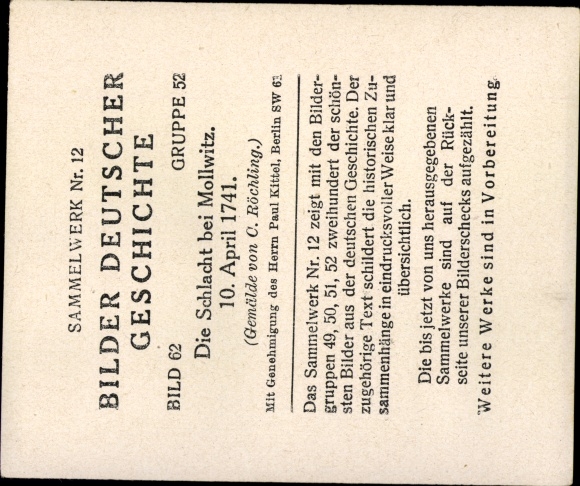 SAMMELWERK Nr. 12
BILDER DEUTSCHER
GESCHICHTE
BILD 62 GRUPPE 52
Die Schlacht bei Mollwitz.
10. April 1741.
(Gemälde von C. Röchling.)
Mit Genehmigung des Herrn Paul Kittel, Berlin SW 61
Das Sammelwerk Nr. 12 zeigt mit den Bilder-
gruppen 49, 50, 51, 52 zweihundert der schön-
sten Bilder aus der deutschen Geschichte. Der
zugehörige Text schildert die historischen Zu-
sammenhänge in eindrucksvoller Weise klar und
übersichtlich.
Die bis jetzt von uns herausgegebenen
Sammelwerke sind auf der Rück-
seite unserer Bilderschecks aufgezählt.
Weitere Werke sind in Vorbereitung.